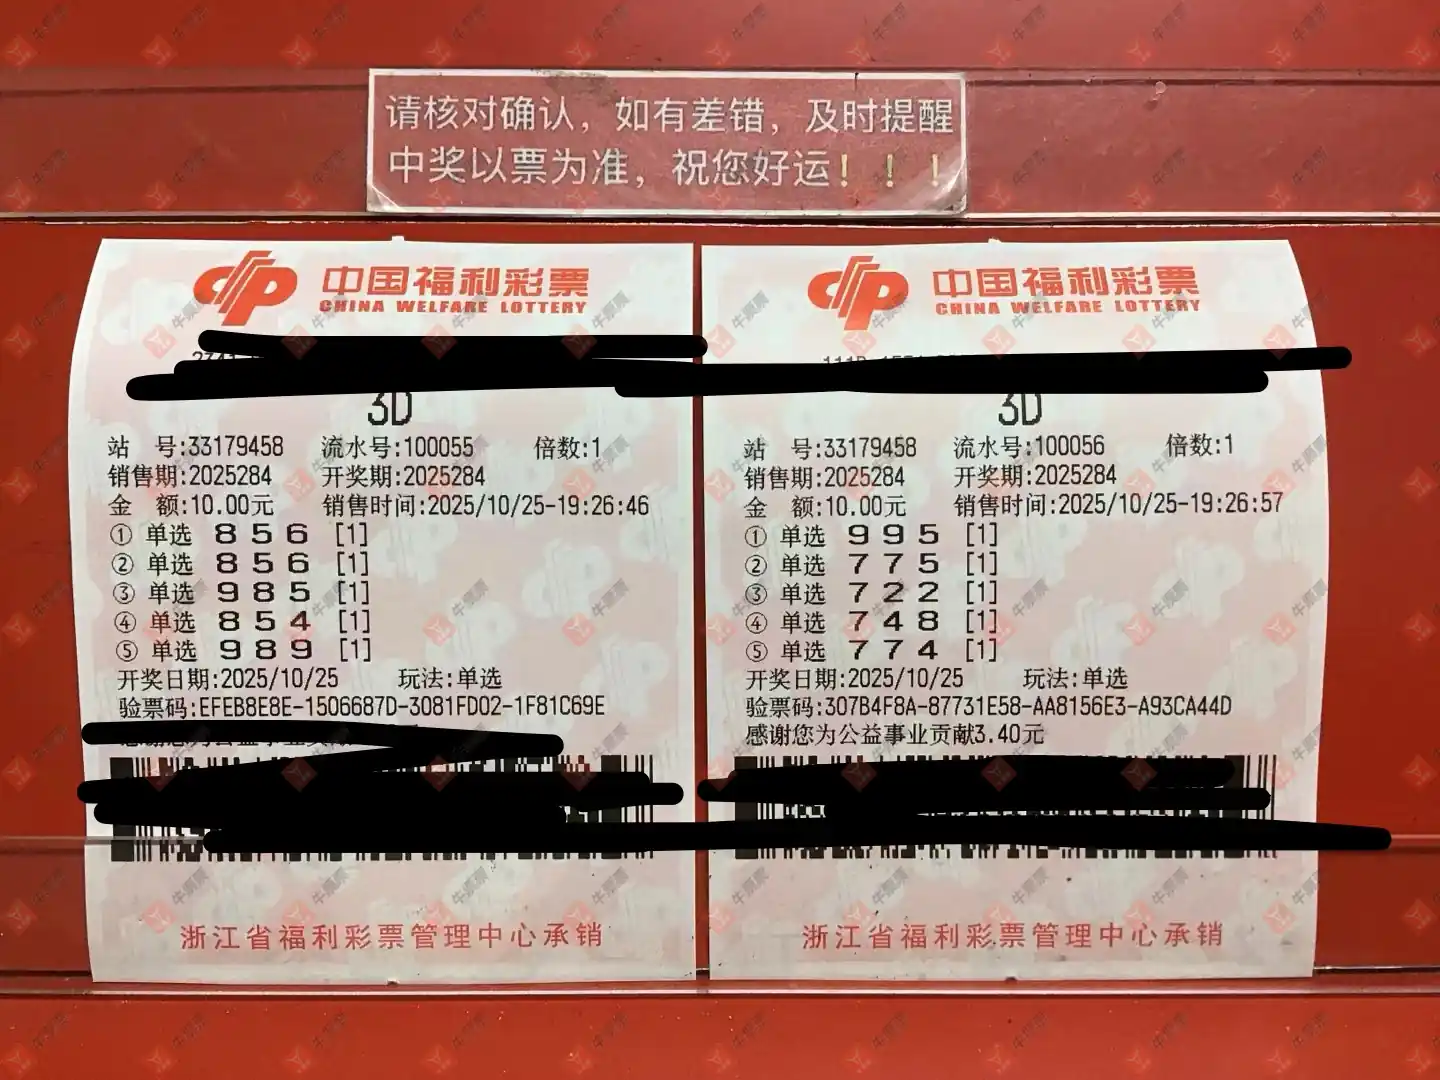 请核对确认，如有差错，及时提醒
中奖以票为准，祝您好运！！！
中国福利彩票
CHINA WELFARE LOTTERY
3D
站 号:33179458 流水号:100055 倍数:1
销售期:2025284 开奖期:2025284
金 额:10.00元 销售时间:2025/10/25-19:26:46
① 单选 8 5 6 [1]
② 单选 8 5 6 [1]
③ 单选 9 8 5 [1]
④ 单选 8 5 4 [1]
⑤ 单选 9 8 9 [1]
开奖日期:2025/10/25 玩法:单选
验票码:EFEB8E8E-1506687D-3081FD02-1F81C69E
浙江省福利彩票管理中心承销
中国福利彩票
CHINA WELFARE LOTTERY
3D
站 号:33179458 流水号:100056 倍数:1
销售期:2025284 开奖期:2025284
金 额:10.00元 销售时间:2025/10/25-19:26:57
① 单选 9 9 5 [1]
② 单选 7 7 5 [1]
③ 单选 7 2 2 [1]
④ 单选 7 4 8 [1]
⑤ 单选 7 7 4 [1]
开奖日期:2025/10/25 玩法:单选
验票码:307B4F8A-87731E58-AA8156E3-A93CA44D
感谢您为公益事业贡献3.40元
浙江省福利彩票管理中心承销